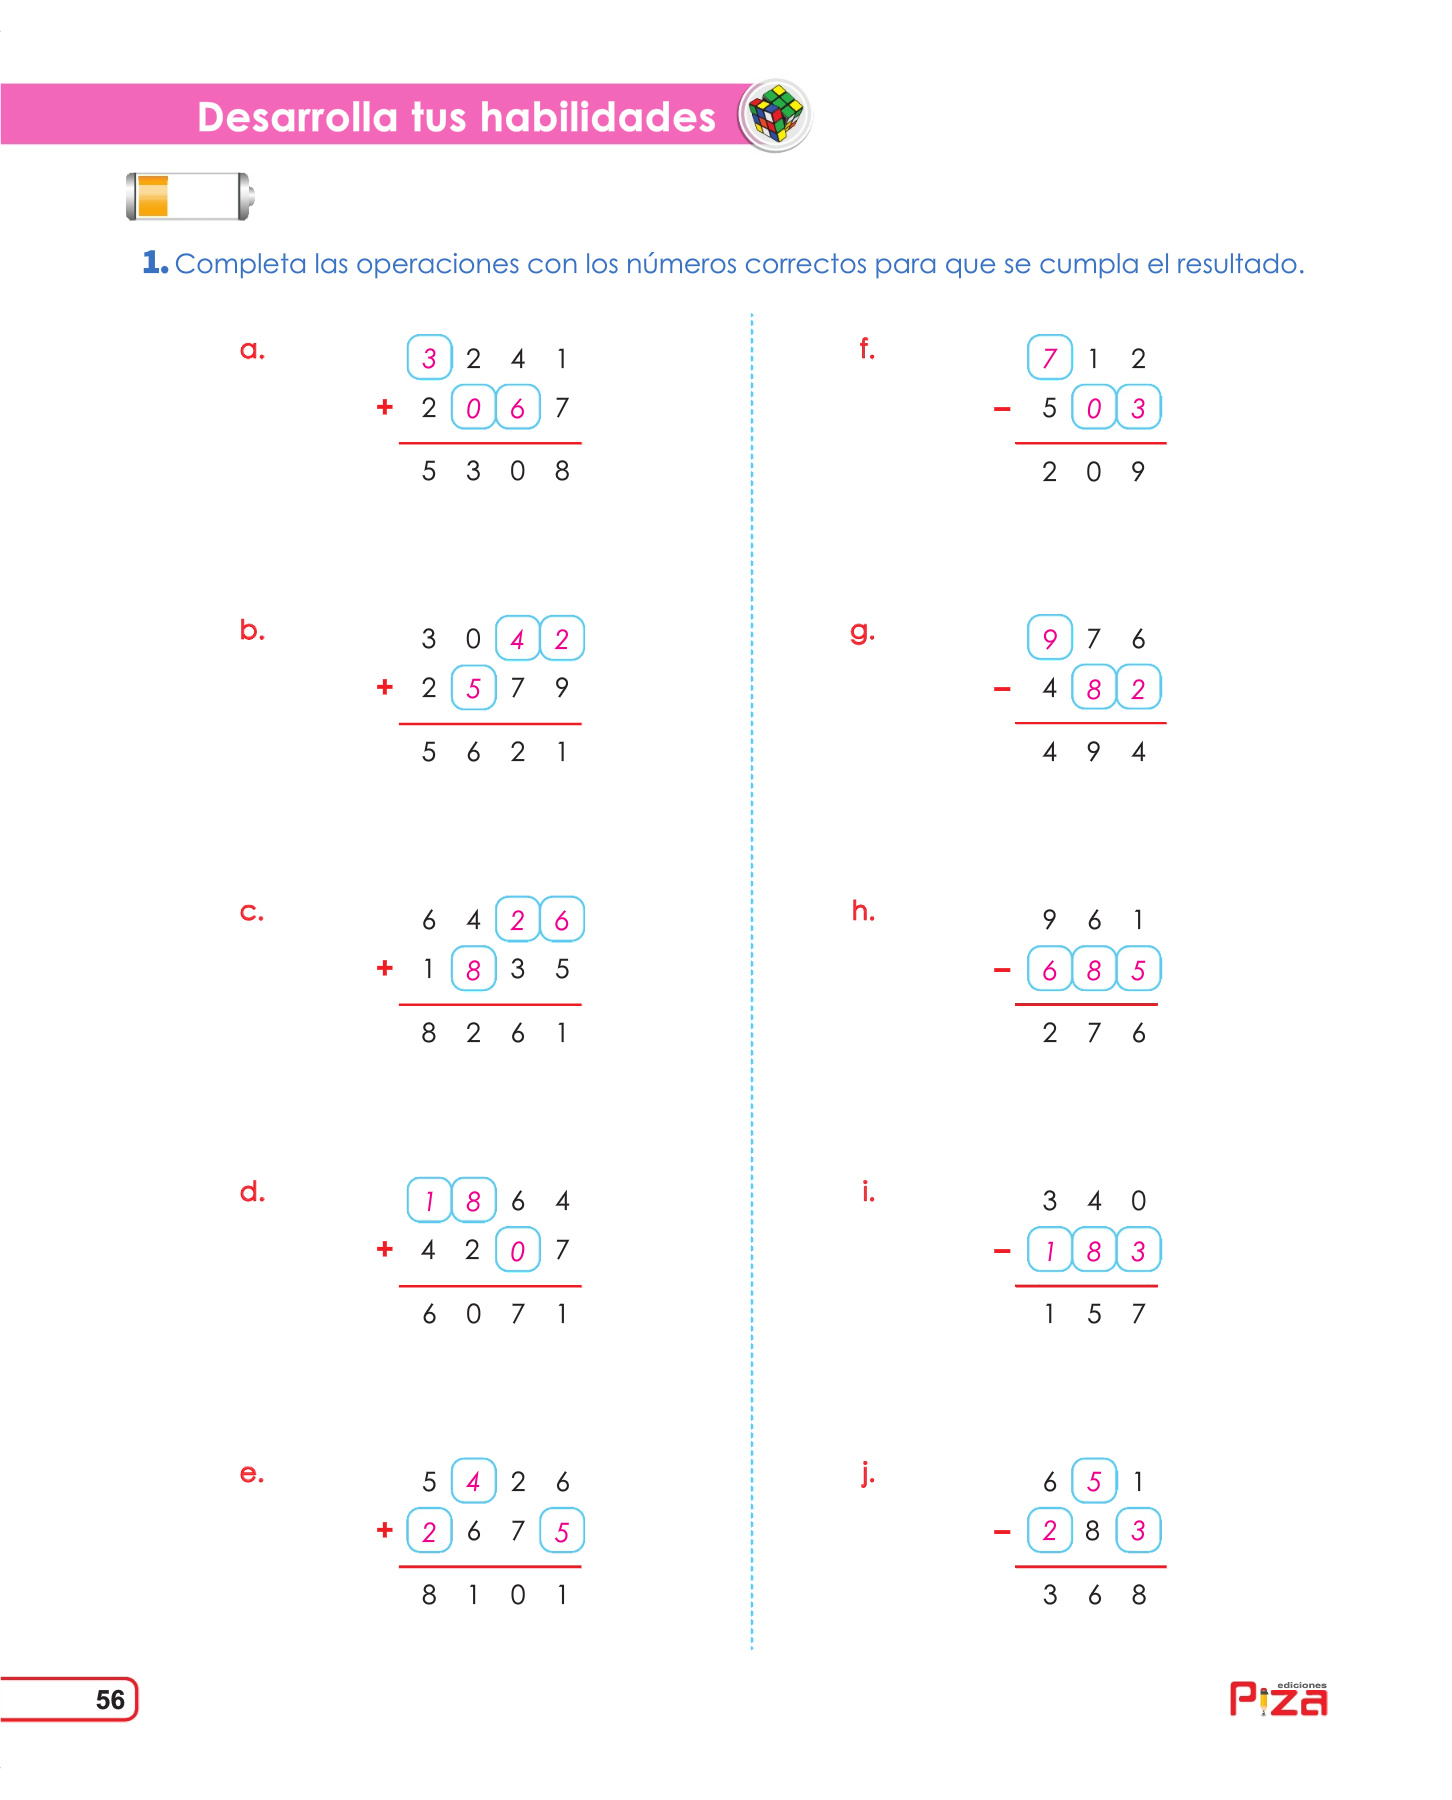 Desarrolla tus habilidades
1. Completa las operaciones con los números correctos para que se cumpla el resultado.
a.
3 2 4 1
+ 2 0 6 7
5 3 0 8
b.
3 0 4 2
+ 2 5 7 9
5 6 2 1
c.
6 4 2 6
+ 1 8 3 5
8 2 6 1
d.
1 8 6 4
+ 4 2 0 7
6 0 7 1
e.
5 4 2 6
+ 2 6 7 5
8 1 0 1
f.
7 1 2
– 5 0 3
2 0 9
g.
9 7 6
– 4 8 2
4 9 4
h.
9 6 1
– 6 8 5
2 7 6
i.
3 4 0
– 1 8 3
1 5 7
j.
6 5 1
– 2 8 3
3 6 8
56
ediciones
Piza